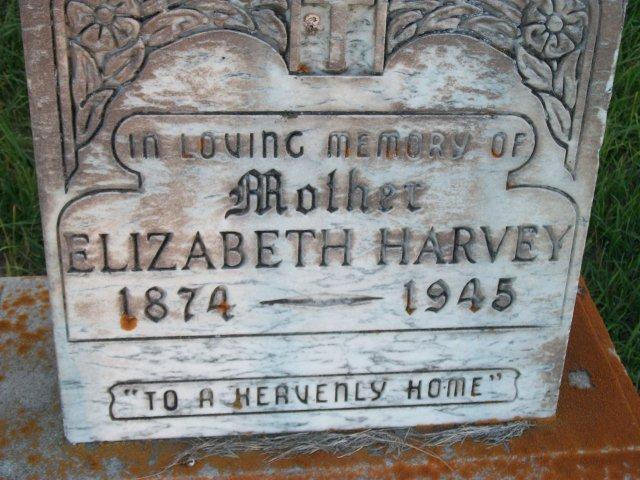 IN LOVING MEMORY OF
Mother
ELIZABETH HARVEY
1874 — 1945
"TO A HEAVENLY HOME"